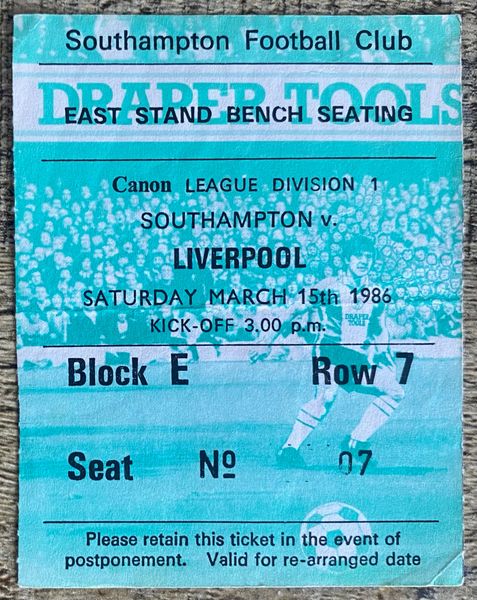 Southampton Football Club
DRAPER TOOLS
EAST STAND BENCH SEATING
Canon LEAGUE DIVISION 1
SOUTHAMPTON v.
LIVERPOOL
SATURDAY MARCH 15th 1986
KICK-OFF 3.00 p.m.
DRAPER
TOOLS
Block E Row 7
Seat Nº 07
Please retain this ticket in the event of
postponement. Valid for re-arranged date